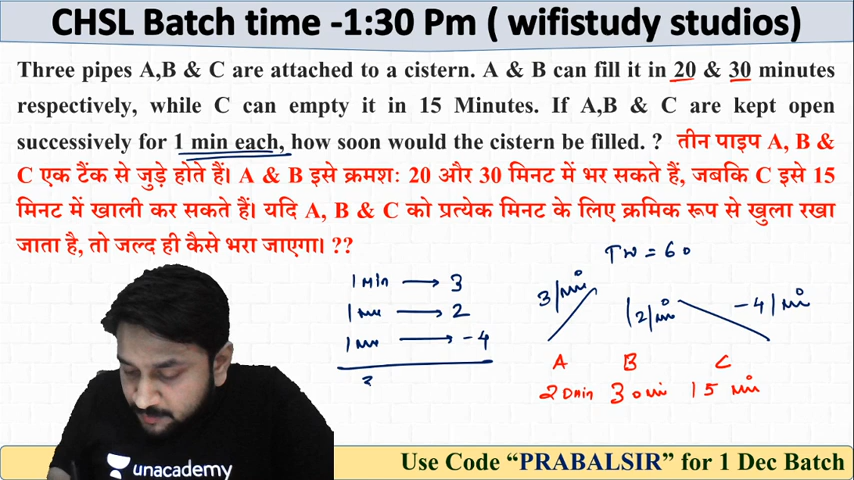 CHSL Batch time -1:30 Pm ( wifistudy studios)
Three pipes A,B & C are attached to a cistern. A & B can fill it in 20 & 30 minutes
respectively, while C can empty it in 15 Minutes. If A,B & C are kept open
successively for 1 min each, how soon would the cistern be filled. ? तीन पाइप A, B &
C एक टैंक से जुड़े होते हैं। A & B इसे क्रमशः 20 और 30 मिनट में भर सकते हैं, जबकि C इसे 15
मिनट में खाली कर सकते हैं। यदि A, B & C को प्रत्येक मिनट के लिए क्रमिक रूप से खुला रखा
जाता है, तो जल्द ही कैसे भरा जाएगा। ??
TW = 60
1 Min → 3
1 → 2
1 → -4
3
3/min
2/min
-4/min
A B C
20min 30 min 15 min
unacademy
Use Code “PRABALSIR” for 1 Dec Batch